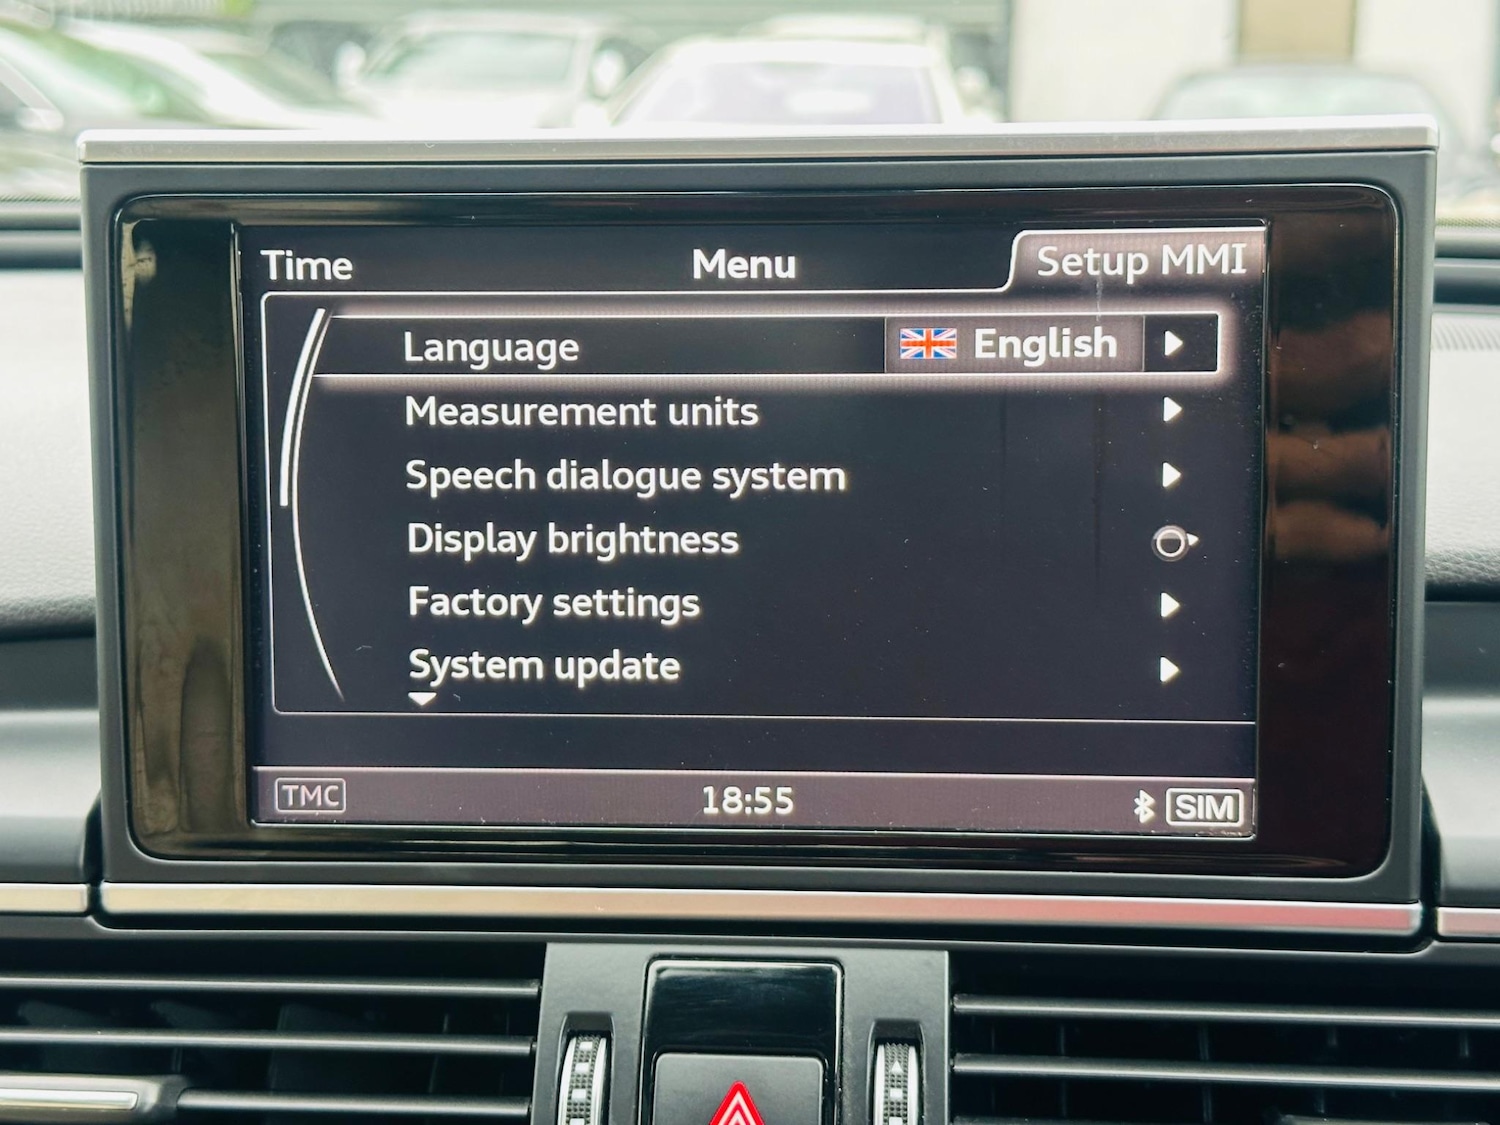 Time Menu Setup MMI
Language English
Measurement units
Speech dialogue system
Display brightness
Factory settings
System update
TMC 18:55 SIM